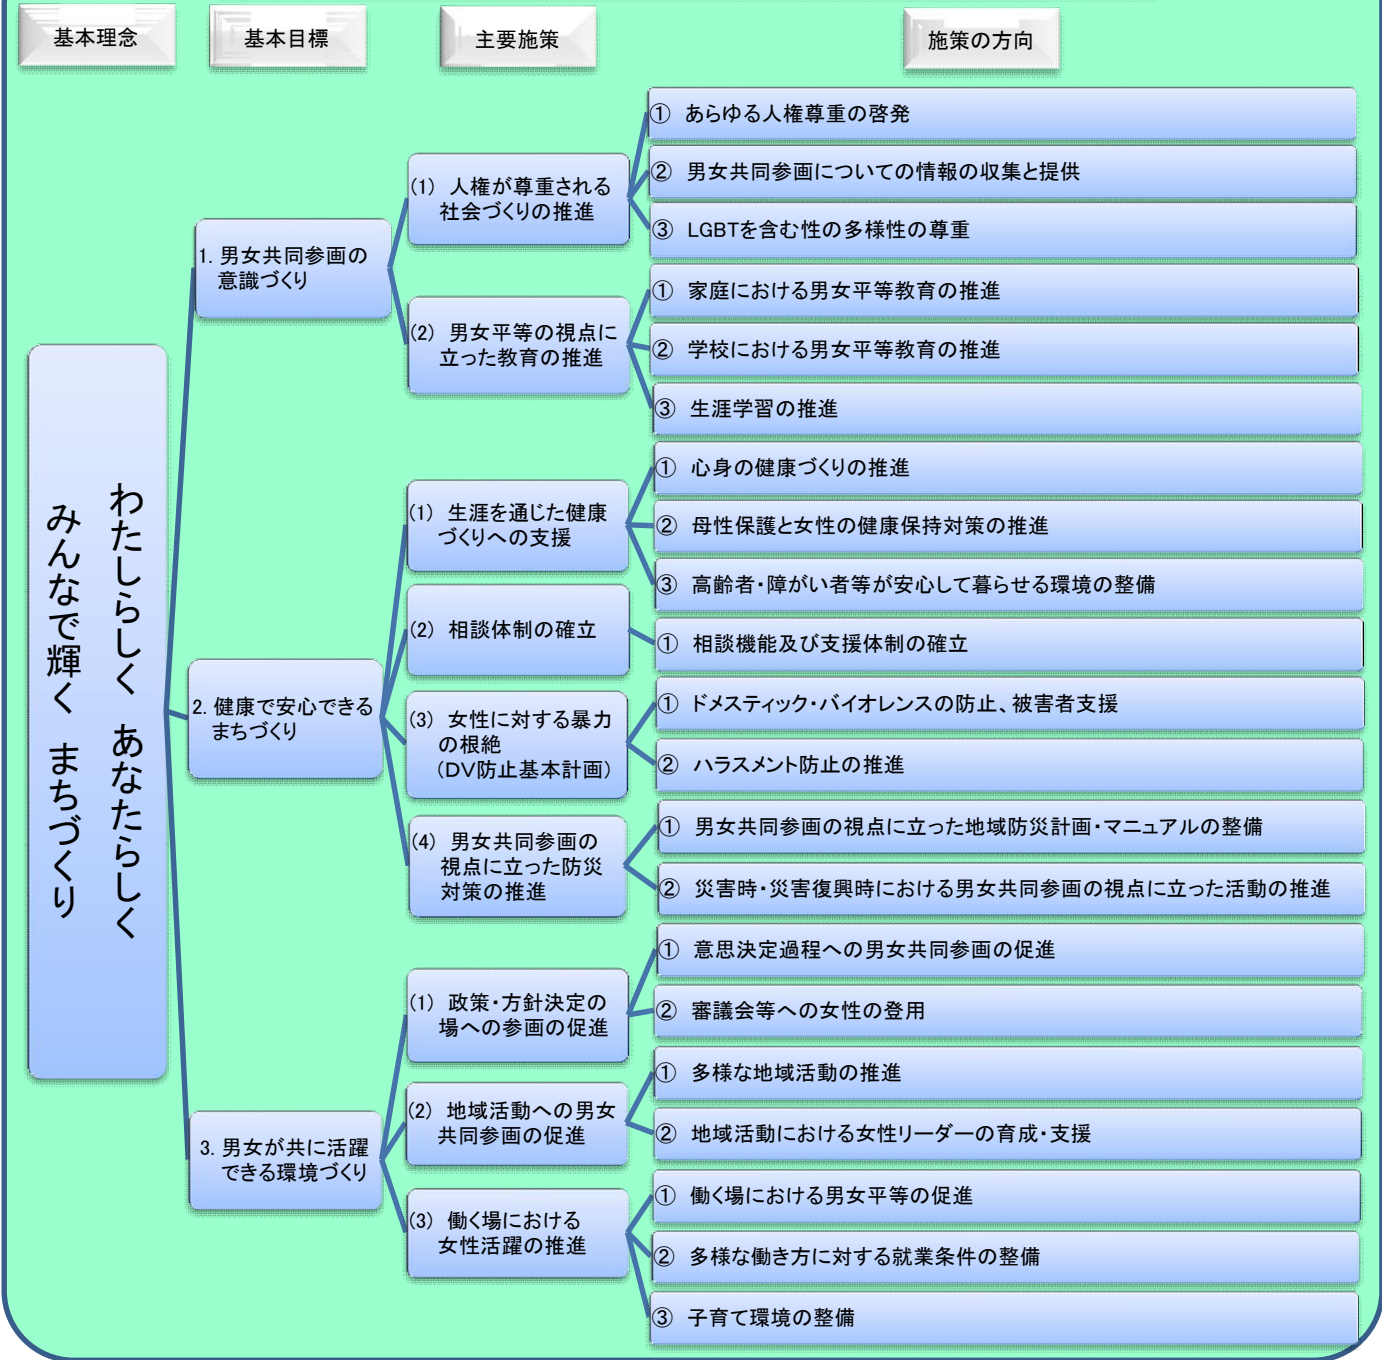 基本理念
基本目標
主要施策
施策の方向
わたしらしく あなたらしく
みんなで輝く まちづくり
1. 男女共同参画の
意識づくり
(1) 人権が尊重される
社会づくりの推進
① あらゆる人権尊重の啓発
② 男女共同参画についての情報の収集と提供
③ LGBTを含む性の多様性の尊重
(2) 男女平等の視点に
立った教育の推進
① 家庭における男女平等教育の推進
② 学校における男女平等教育の推進
③ 生涯学習の推進
2. 健康で安心できる
まちづくり
(1) 生涯を通じた健康
づくりへの支援
① 心身の健康づくりの推進
② 母性保護と女性の健康保持対策の推進
③ 高齢者・障がい者等が安心して暮らせる環境の整備
(2) 相談体制の確立
① 相談機能及び支援体制の確立
(3) 女性に対する暴力
の根絶
(DV防止基本計画)
① ドメスティック・バイオレンスの防止、被害者支援
② ハラスメント防止の推進
(4) 男女共同参画の
視点に立った防災
対策の推進
① 男女共同参画の視点に立った地域防災計画・マニュアルの整備
② 災害時・災害復興時における男女共同参画の視点に立った活動の推進
3. 男女が共に活躍
できる環境づくり
(1) 政策・方針決定の
場への参画の促進
① 意思決定過程への男女共同参画の促進
② 審議会等への女性の登用
(2) 地域活動への男女
共同参画の促進
① 多様な地域活動の推進
② 地域活動における女性リーダーの育成・支援
(3) 働く場における
女性活躍の推進
① 働く場における男女平等の促進
② 多様な働き方に対する就業条件の整備
③ 子育て環境の整備